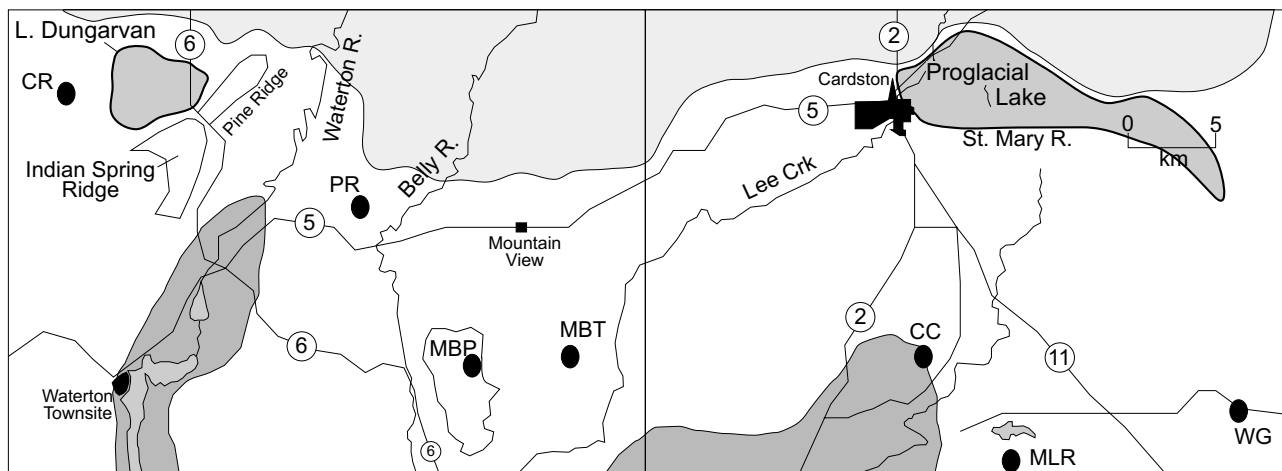 L. Dungarvan
6
CR
Pine Ridge
Waterton R.
Indian Spring
Ridge
PR
Belly R.
5
Mountain
View
6
MBP
MBT
Waterton
Townsite
6
2
Cardston
Proglacial
Lake
5
0 5
km
St. Mary R.
Lee Crk
2
CC
11
WG
MLR